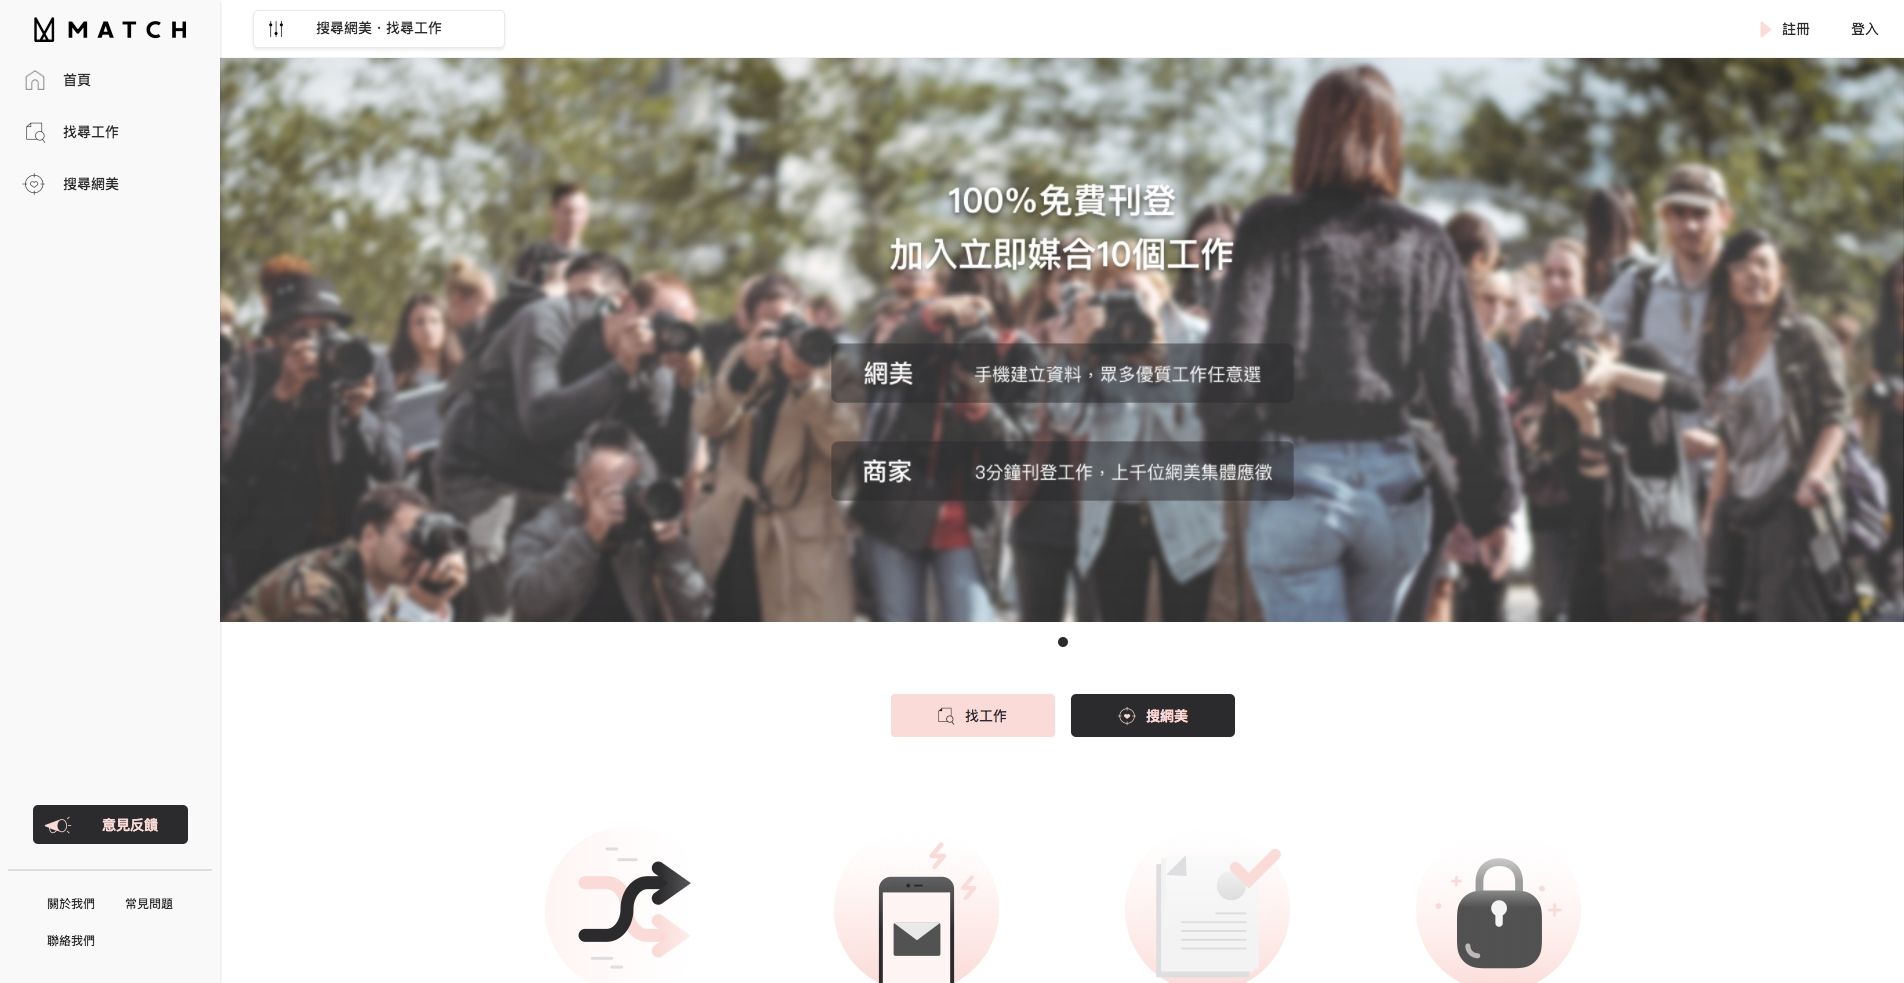 MATCH
搜尋網美・找尋工作
註冊
登入
首頁
找尋工作
搜尋網美
100%免費刊登
加入立即媒合10個工作
網美 手機建立資料，眾多優質工作任意選
商家 3分鐘刊登工作，上千位網美集體應徵
找工作
搜網美
意見反饋
關於我們 常見問題
聯絡我們